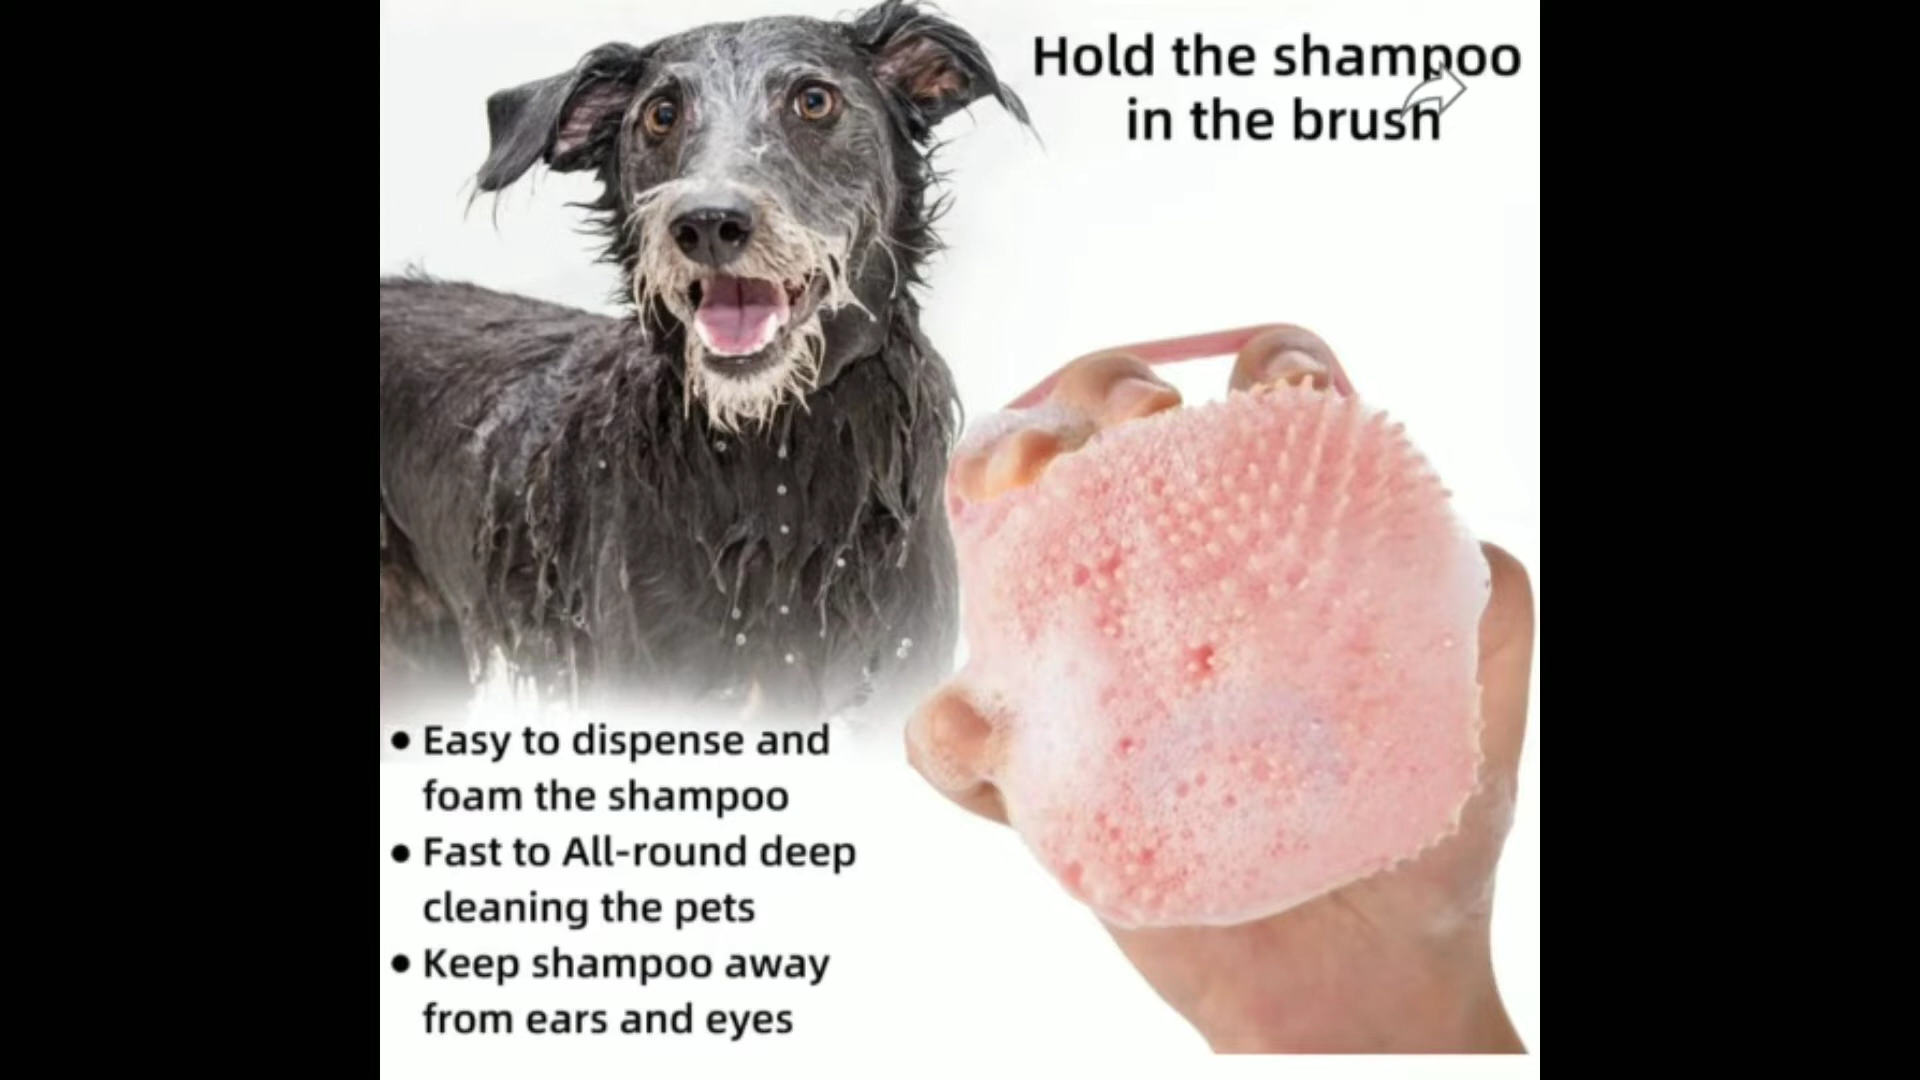 Hold the shampoo
in the brush
• Easy to dispense and
foam the shampoo
• Fast to All-round deep
cleaning the pets
• Keep shampoo away
from ears and eyes